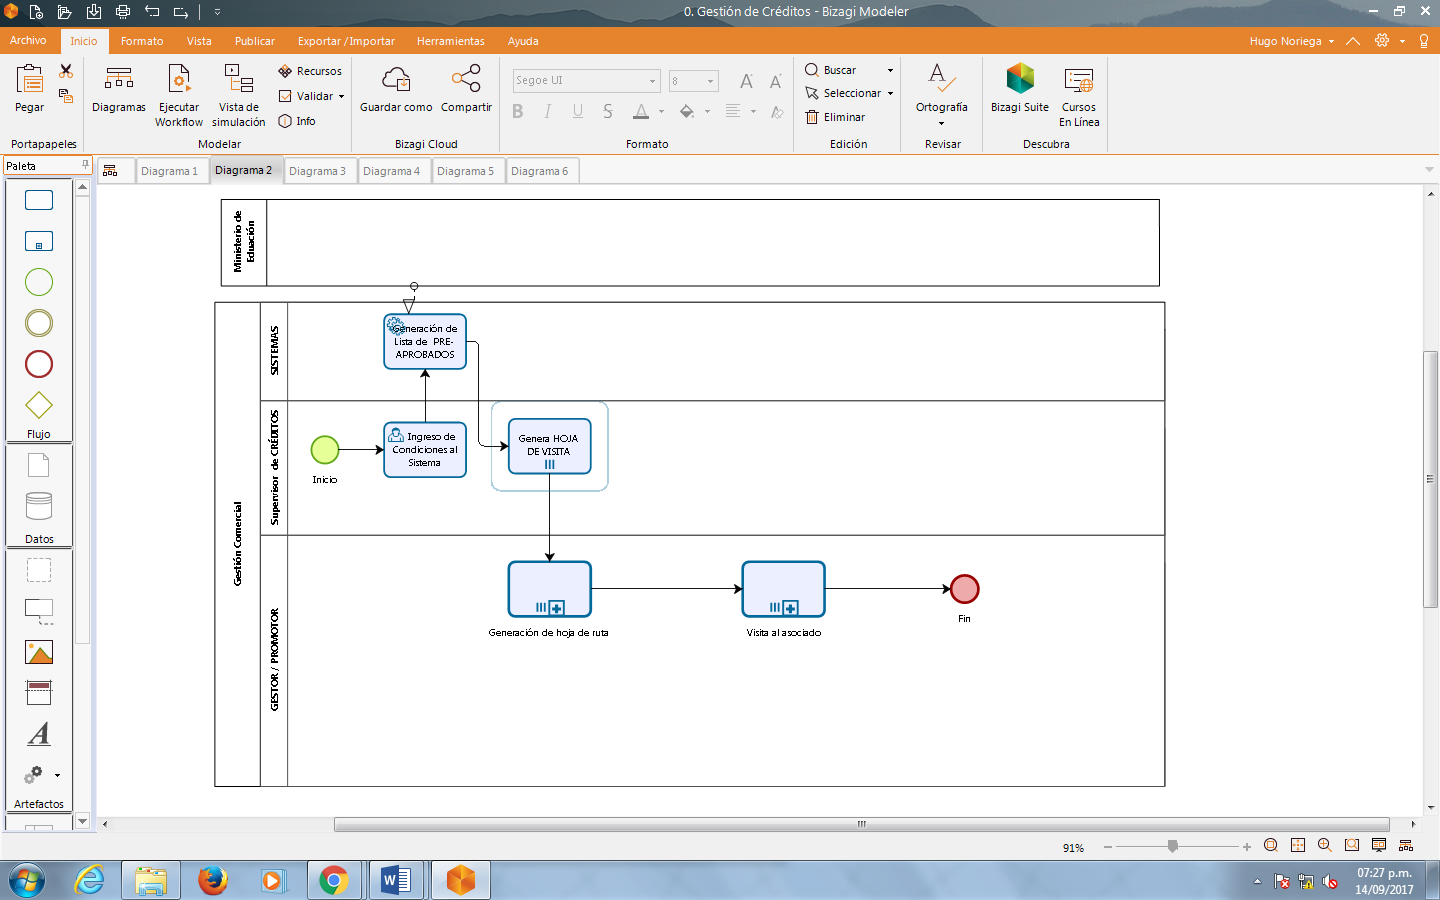 0. Gestión de Créditos - Bizagi Modeler
Archivo Inicio Formato Vista Publicar Exportar / Importar Herramientas Ayuda Hugo Noriega
Pegar
Portapapeles
Diagramas
Ejecutar
Workflow
Vista de
simulación
Recursos
Validar
Info
Modelar
Guardar como
Compartir
Bizagi Cloud
Segoe UI 8
B I U S A
Formato
Buscar
Seleccionar
Eliminar
Edición
Ortografía
Revisar
Bizagi Suite
Cursos
En Línea
Descubra
Paleta
Diagrama 1 Diagrama 2 Diagrama 3 Diagrama 4 Diagrama 5 Diagrama 6
Flujo
Datos
Artefactos
Ministerio de
Eduación
Gestión Comercial
SISTEMAS
Generación de
Lista de PRE-
APROBADOS
Supervisor de CRÉDITOS
Inicio
Ingreso de
Condiciones al
Sistema
Genera HOJA
DE VISITA
GESTOR / PROMOTOR
Generación de hoja de ruta
Visita al asociado
Fin
91%
07:27 p.m.
14/09/2017